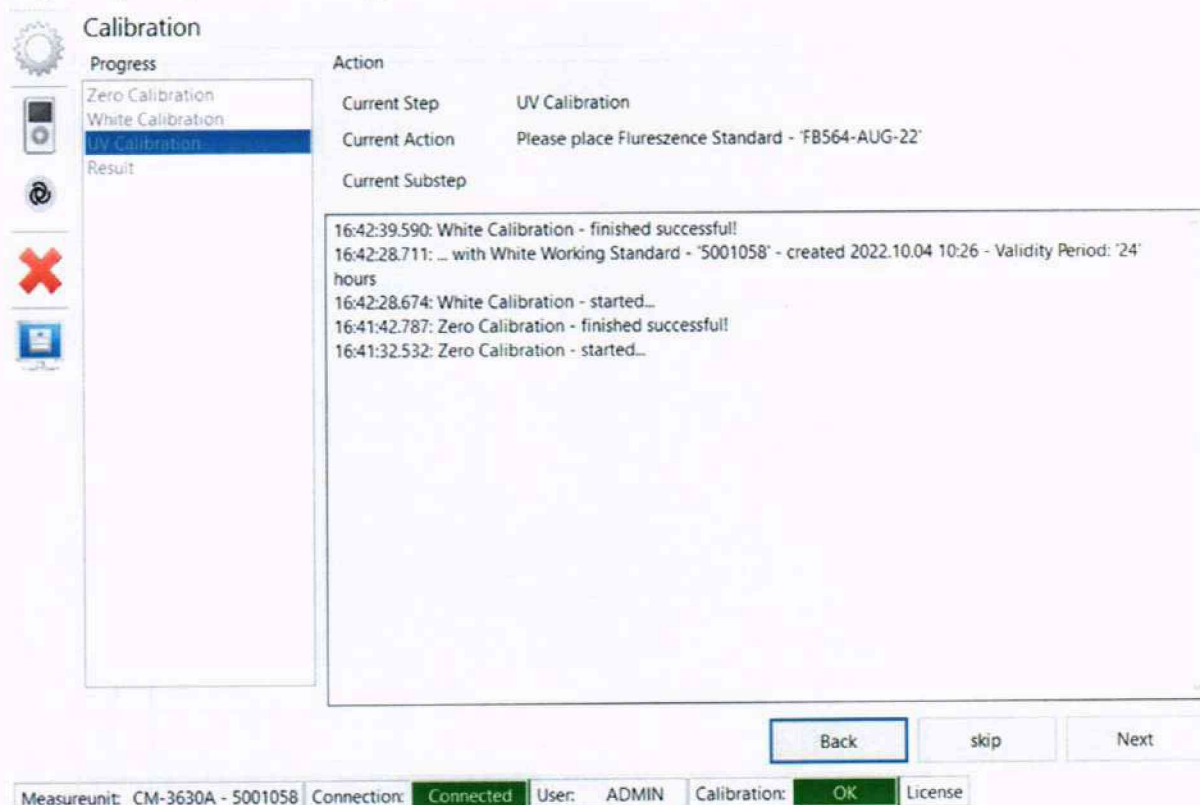 Calibration
Progress
Zero Calibration
White Calibration
UV Calibration
Result
Action
Current Step UV Calibration
Current Action Please place Flureszence Standard - 'FB564-AUG-22'
Current Substep
16:42:39.590: White Calibration - finished successful!
16:42:28.711: ... with White Working Standard - '5001058' - created 2022.10.04 10:26 - Validity Period: '24'
hours
16:42:28.674: White Calibration - started...
16:41:42.787: Zero Calibration - finished successful!
16:41:32.532: Zero Calibration - started...
Back skip Next
Measureunit: CM-3630A - 5001058 Connection: Connected User: ADMIN Calibration: OK License